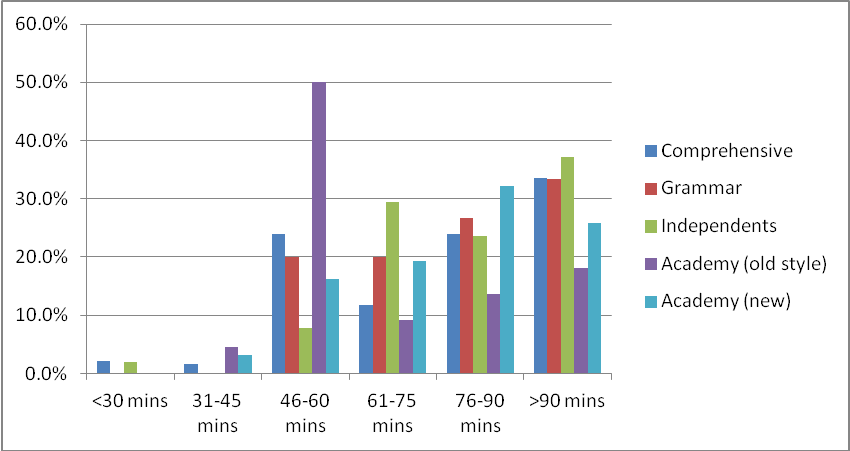 60.0%
50.0%
40.0%
30.0%
20.0%
10.0%
0.0%
<30 mins
31-45
mins
46-60
mins
61-75
mins
76-90
mins
>90 mins
Comprehensive
Grammar
Independents
Academy (old style)
Academy (new)